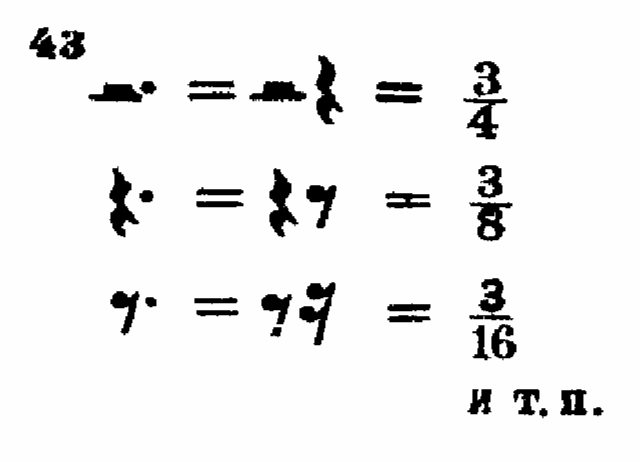 43
𝄼. = 𝄼 𝄽 = 3/4
𝄽. = 𝄽 𝄾 = 3/8
𝄾. = 𝄾 𝄿 = 3/16
и т. п.